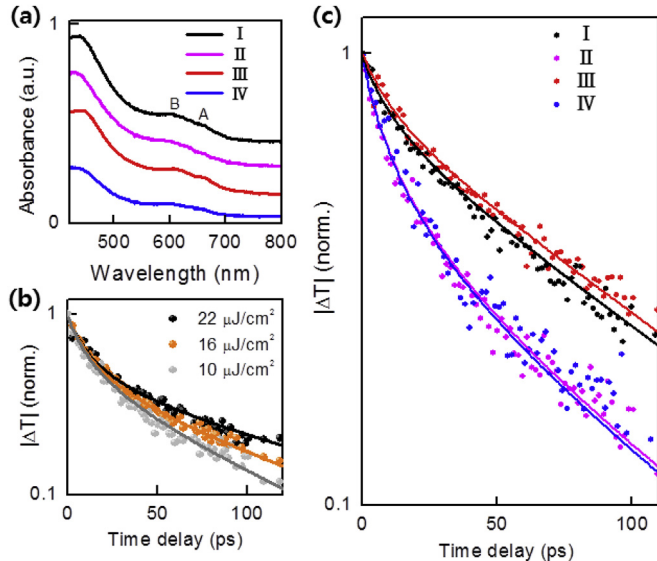 (a)
1
I
II
III
IV
B
A
0
Absorbance (a.u.)
500
600
700
800
Wavelength (nm)
(b)
1
22 μJ/cm²
16 μJ/cm²
10 μJ/cm²
|ΔT| (norm.)
0.1
0
50
100
Time delay (ps)
(c)
1
I
II
III
IV
|ΔT| (norm.)
0.1
0
50
100
Time delay (ps)